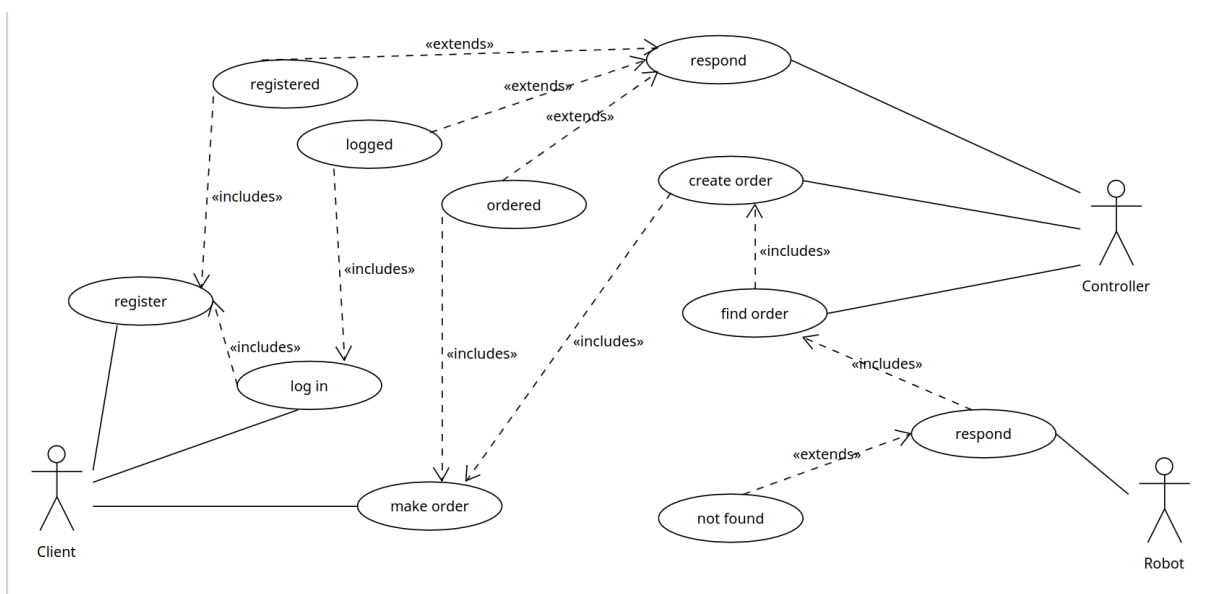 «extends»
respond
registered
«extends»
«extends»
logged
create order
«includes»
ordered
«includes»
«includes»
Controller
register
find order
«includes»
«includes»
«includes»
«includes»
log in
respond
«extends»
make order
not found
Client
Robot